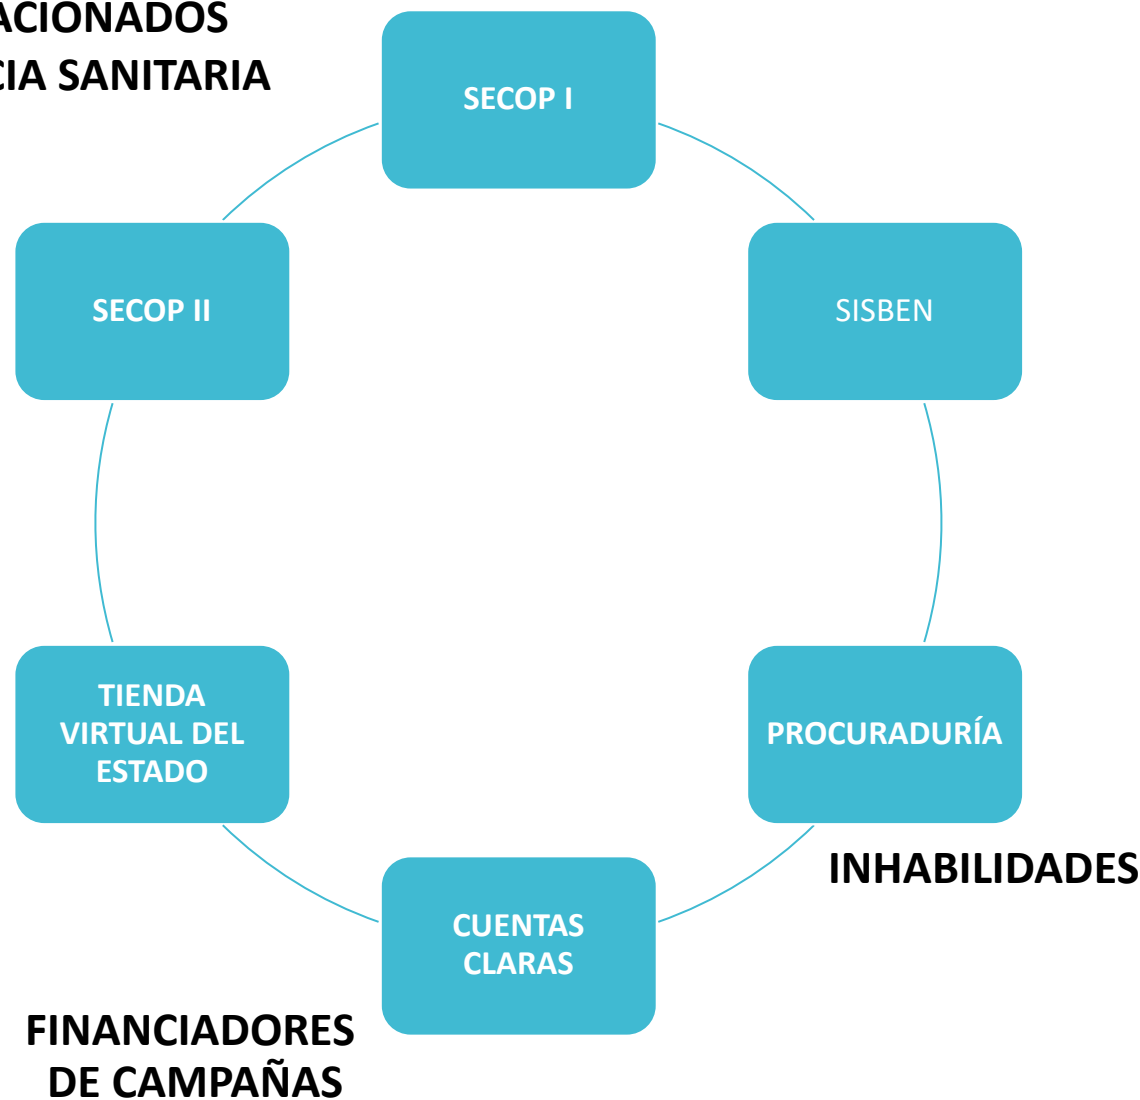 ACIONADOS
CIA SANITARIA
SECOP I
SECOP II
SISBEN
TIENDA
VIRTUAL DEL
ESTADO
PROCURADURÍA
INHABILIDADES
CUENTAS
CLARAS
FINANCIADORES
DE CAMPAÑAS